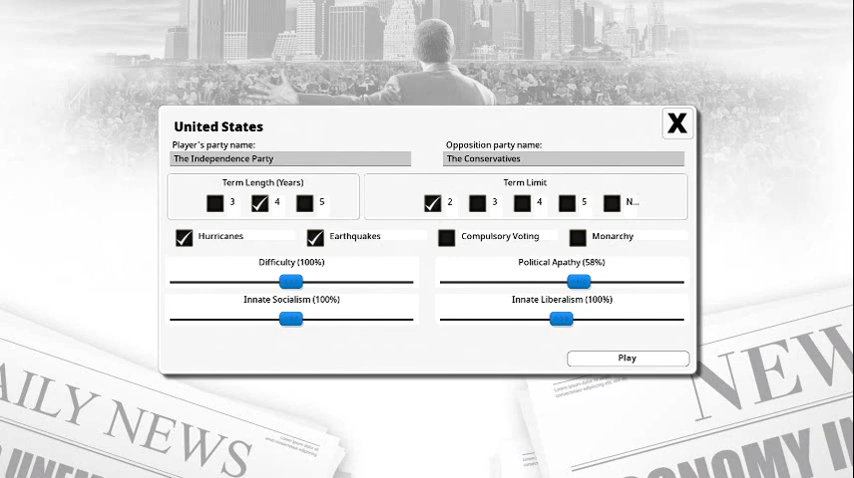 United States
X
Player's party name:
Opposition party name:
The Independence Party
The Conservatives
Term Length (Years)
Term Limit
3 4 5
2 3 4 5 N...
Hurricanes
Earthquakes
Compulsory Voting
Monarchy
Difficulty (100%)
Political Apathy (58%)
Innate Socialism (100%)
Innate Liberalism (100%)
Play
AILY NEWS
NEW
ONOMY I